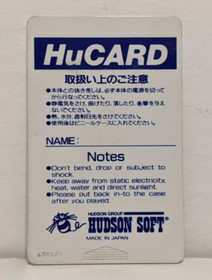 HuCARD
取扱い上のご注意
●本体との抜き差しは、必ず本体の電源を切って
から行なってください。
●静電気をさけ、曲げたり、落したり、衝撃を与え
ないでください。
●熱、水分、直射日光をさけてください。
●使用後はビニールケースに入れてください。
NAME:
Notes
●Don't bend, drop or subject to
shock.
●Keep away from static electricity,
heat, water and direct sunlight.
●Please put back in-to the case
after you played.
HUDSON GROUP
HUDSON SOFT®
MADE IN JAPAN